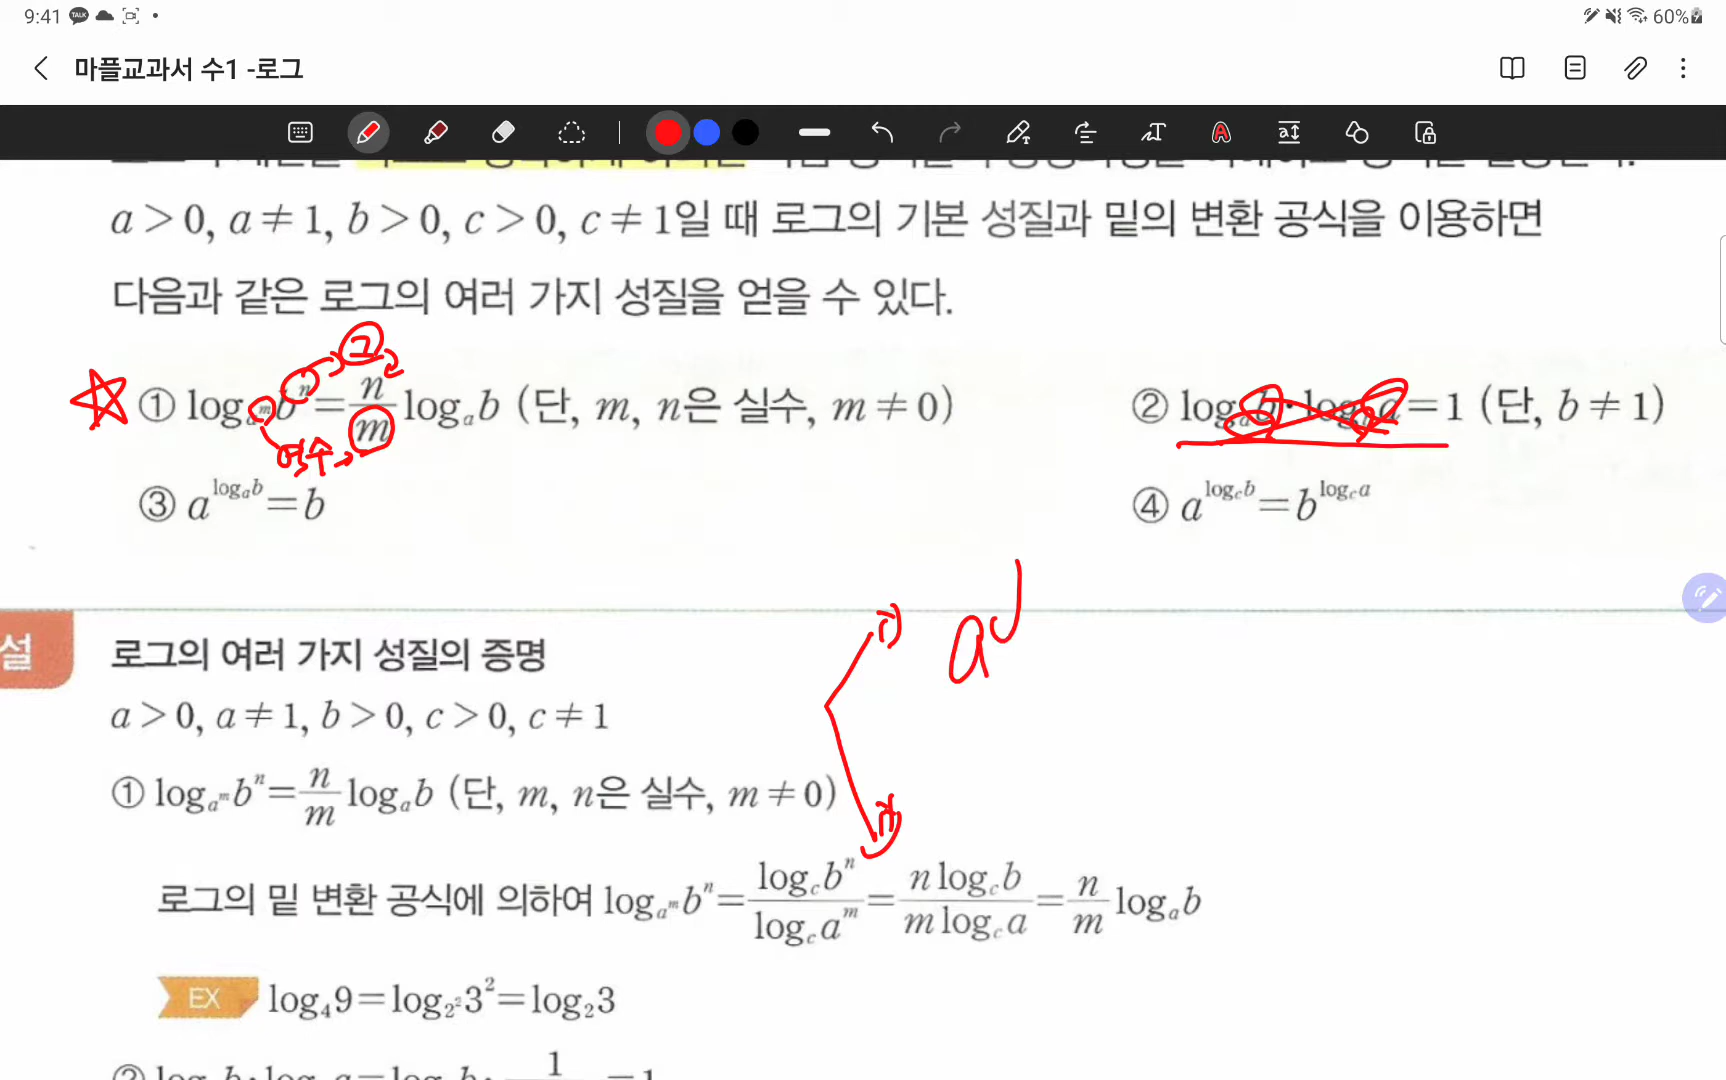 9:41 TALK 60%
마플교과서 수1 -로그
a>0, a≠1, b>0, c>0, c≠1일 때 로그의 기본 성질과 밑의 변환 공식을 이용하면
다음과 같은 로그의 여러 가지 성질을 얻을 수 있다.
① log_{a^m} b^n = n/m log_a b (단, m, n은 실수, m≠0)
그
역수
② log_a b · log_b a = 1 (단, b≠1)
③ a^{log_a b} = b
④ a^{log_c b} = b^{log_c a}
i)
a
설
로그의 여러 가지 성질의 증명
a>0, a≠1, b>0, c>0, c≠1
① log_{a^m} b^n = n/m log_a b (단, m, n은 실수, m≠0)
로그의 밑 변환 공식에 의하여 log_{a^m} b^n = log_c b^n / log_c a^m = n log_c b / m log_c a = n/m log_a b
EX log_4 9 = log_{2^2} 3^2 = log_2 3